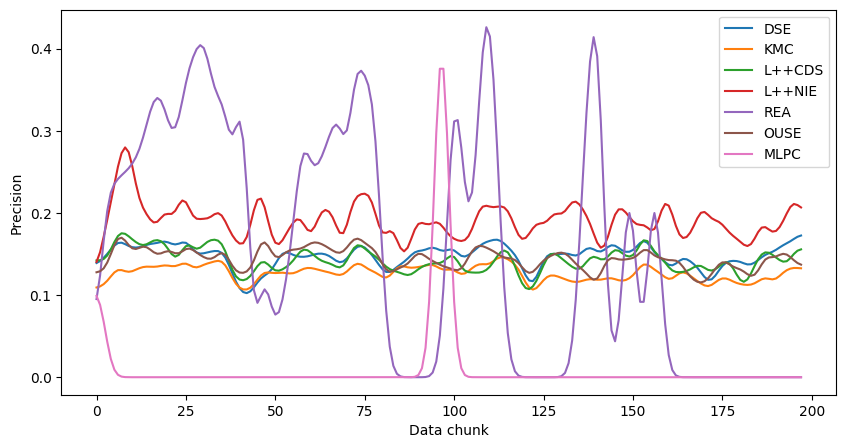 DSE
KMC
L++CDS
L++NIE
REA
OUSE
MLPC
Precision
0.4
0.3
0.2
0.1
0.0
0
25
50
75
100
125
150
175
200
Data chunk